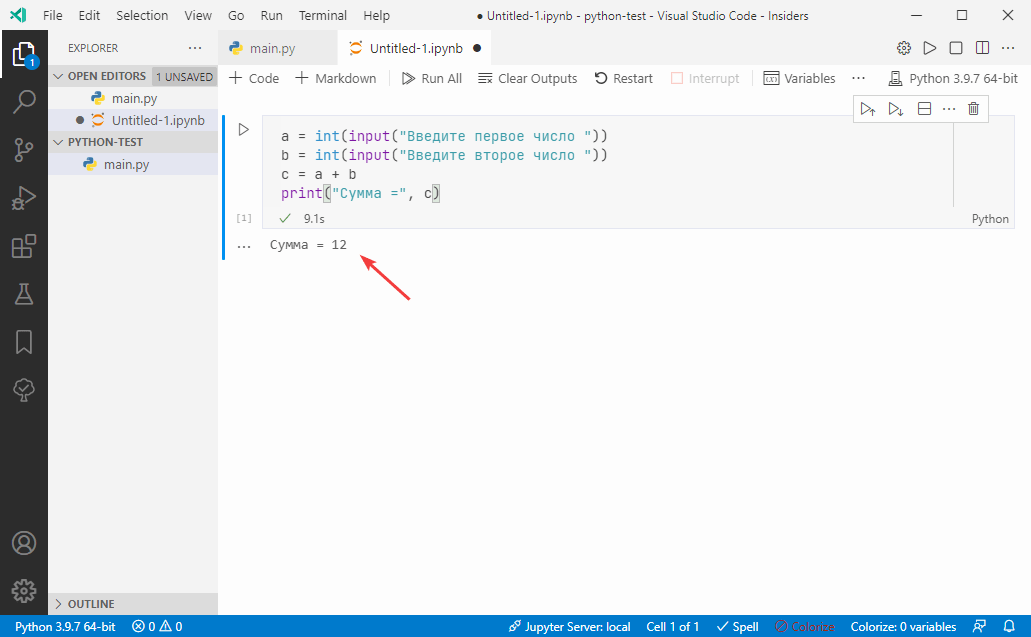 File Edit Selection View Go Run Terminal Help ● Untitled-1.ipynb - python-test - Visual Studio Code - Insiders
EXPLORER ...
main.py Untitled-1.ipynb ●
OPEN EDITORS 1 UNSAVED
main.py
● Untitled-1.ipynb
PYTHON-TEST
main.py
OUTLINE
1
+ Code + Markdown Run All Clear Outputs Restart Interrupt Variables ... Python 3.9.7 64-bit
a = int(input("Введите первое число "))
b = int(input("Введите второе число "))
c = a + b
print("Сумма =", c)
[1] ✓ 9.1s Python
... Сумма = 12
Python 3.9.7 64-bit 0 0 Jupyter Server: local Cell 1 of 1 ✓ Spell Colorize Colorize: 0 variables